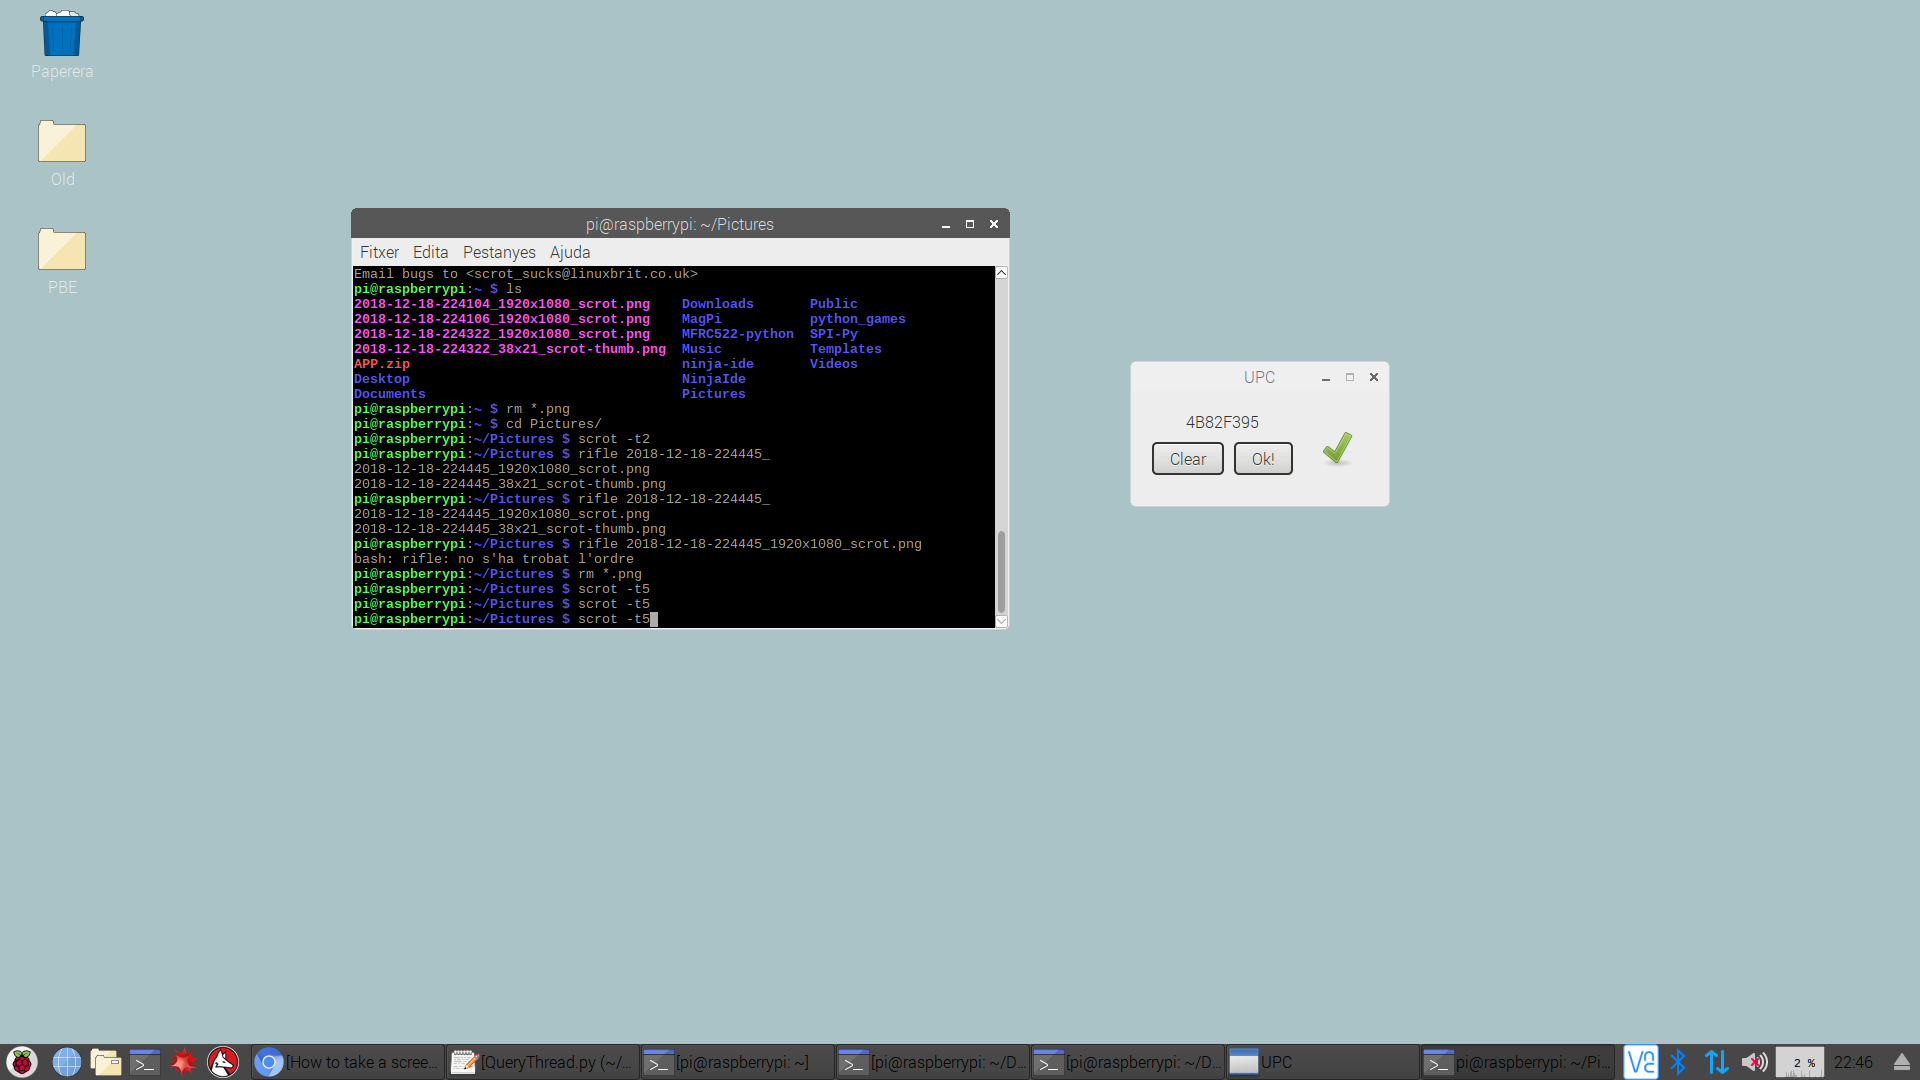 Paperera
Old
PBE
pi@raspberrypi: ~/Pictures
Fitxer Edita Pestanyes Ajuda
Email bugs to <scrot_sucks@linuxbrit.co.uk>
pi@raspberrypi:~ $ ls
2018-12-18-224104_1920x1080_scrot.png Downloads Public
2018-12-18-224106_1920x1080_scrot.png MagPi python_games
2018-12-18-224322_1920x1080_scrot.png MFRC522-python SPI-Py
2018-12-18-224322_38x21_scrot-thumb.png Music Templates
APP.zip ninja-ide Videos
Desktop NinjaIde
Documents Pictures
pi@raspberrypi:~ $ rm *.png
pi@raspberrypi:~ $ cd Pictures/
pi@raspberrypi:~/Pictures $ scrot -t2
pi@raspberrypi:~/Pictures $ rifle 2018-12-18-224445_
2018-12-18-224445_1920x1080_scrot.png
2018-12-18-224445_38x21_scrot-thumb.png
pi@raspberrypi:~/Pictures $ rifle 2018-12-18-224445_
2018-12-18-224445_1920x1080_scrot.png
2018-12-18-224445_38x21_scrot-thumb.png
pi@raspberrypi:~/Pictures $ rifle 2018-12-18-224445_1920x1080_scrot.png
bash: rifle: no s'ha trobat l'ordre
pi@raspberrypi:~/Pictures $ rm *.png
pi@raspberrypi:~/Pictures $ scrot -t5
pi@raspberrypi:~/Pictures $ scrot -t5
pi@raspberrypi:~/Pictures $ scrot -t5
UPC
4B82F395
Clear Ok!
[How to take a scree... [QueryThread.py (~/... [pi@raspberrypi: ~] [pi@raspberrypi: ~/D... [pi@raspberrypi: ~/D... UPC pi@raspberrypi: ~/Pi... 2 % 22:46